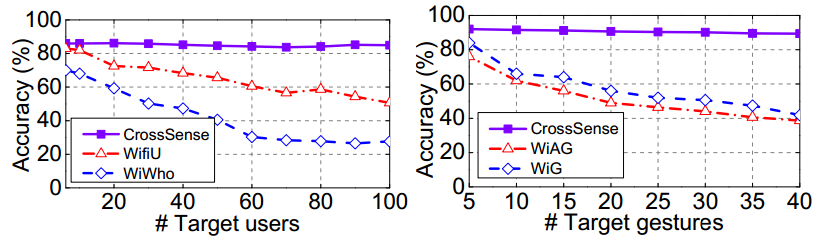 Accuracy (%)
100
80
60
40
20
0
CrossSense
WifiU
WiWho
20 40 60 80 100
# Target users
Accuracy (%)
100
80
60
40
20
0
CrossSense
WiAG
WiG
5 10 15 20 25 30 35 40
# Target gestures